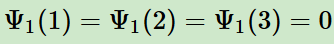 Ψ₁(1) = Ψ₁(2) = Ψ₁(3) = 0